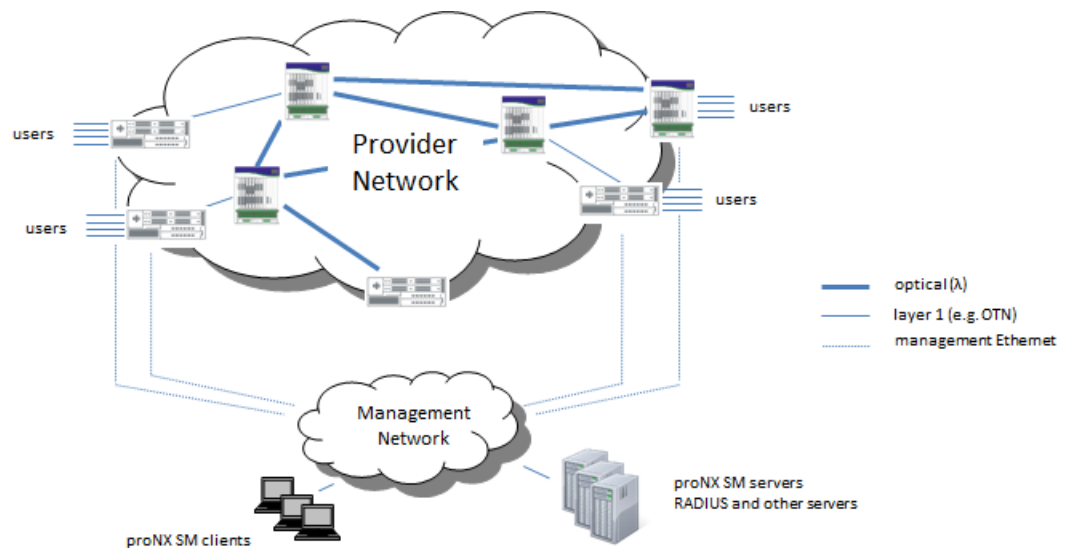 users
users
Provider
Network
users
users
optical (λ)
layer 1 (e.g. OTN)
management Ethernet
Management
Network
proNX SM servers
RADIUS and other servers
proNX SM clients